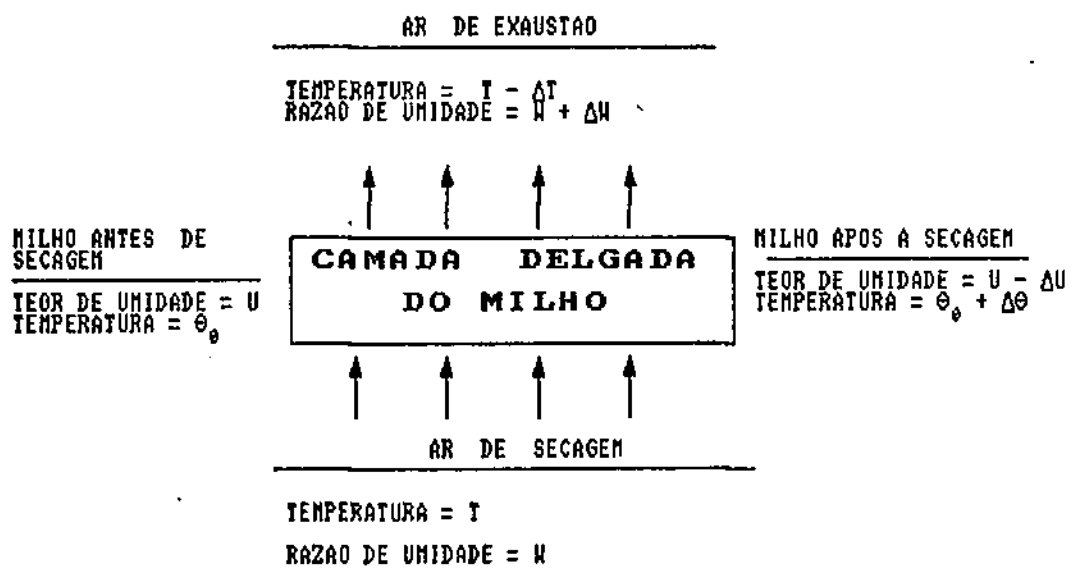 AR DE EXAUSTAO
TEMPERATURA = T - ΔT
RAZAO DE UMIDADE = W + ΔW
MILHO ANTES DE
SECAGEM
TEOR DE UMIDADE = U
TEMPERATURA = Θ₀
CAMADA DELGADA
DO MILHO
MILHO APOS A SECAGEM
TEOR DE UMIDADE = U - ΔU
TEMPERATURA = Θ₀ + ΔΘ
AR DE SECAGEM
TEMPERATURA = T
RAZAO DE UMIDADE = W